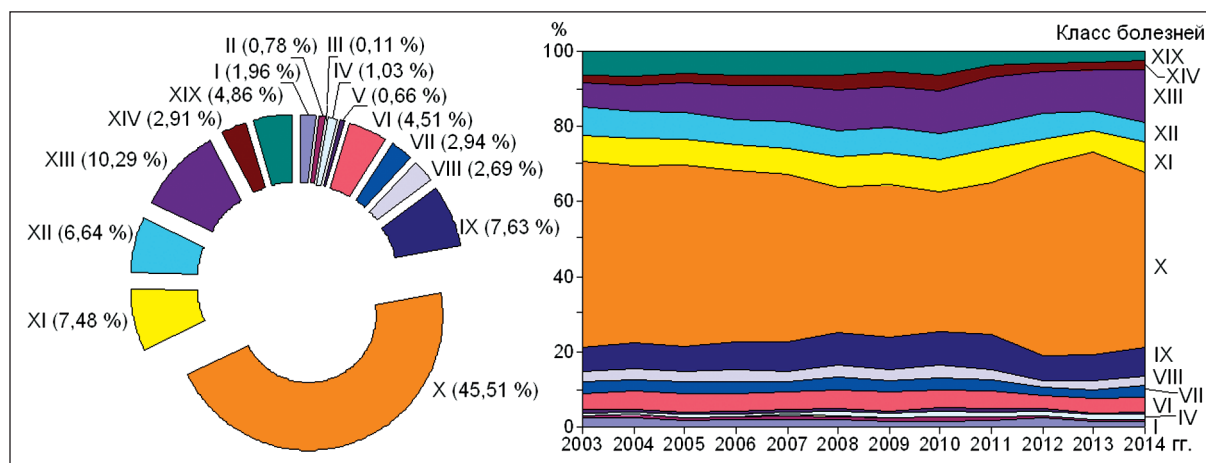 II (0,78 %)
III (0,11 %)
I (1,96 %)
IV (1,03 %)
XIX (4,86 %)
V (0,66 %)
XIV (2,91 %)
VI (4,51 %)
VII (2,94 %)
XIII (10,29 %)
VIII (2,69 %)
IX (7,63 %)
XII (6,64 %)
XI (7,48 %)
X (45,51 %)
%
Класс болезней
100
80
60
40
20
0
XIX
XIV
XIII
XII
XI
X
IX
VIII
VII
VI
IV
I
2003 2004 2005 2006 2007 2008 2009 2010 2011 2012 2013 2014 гг.